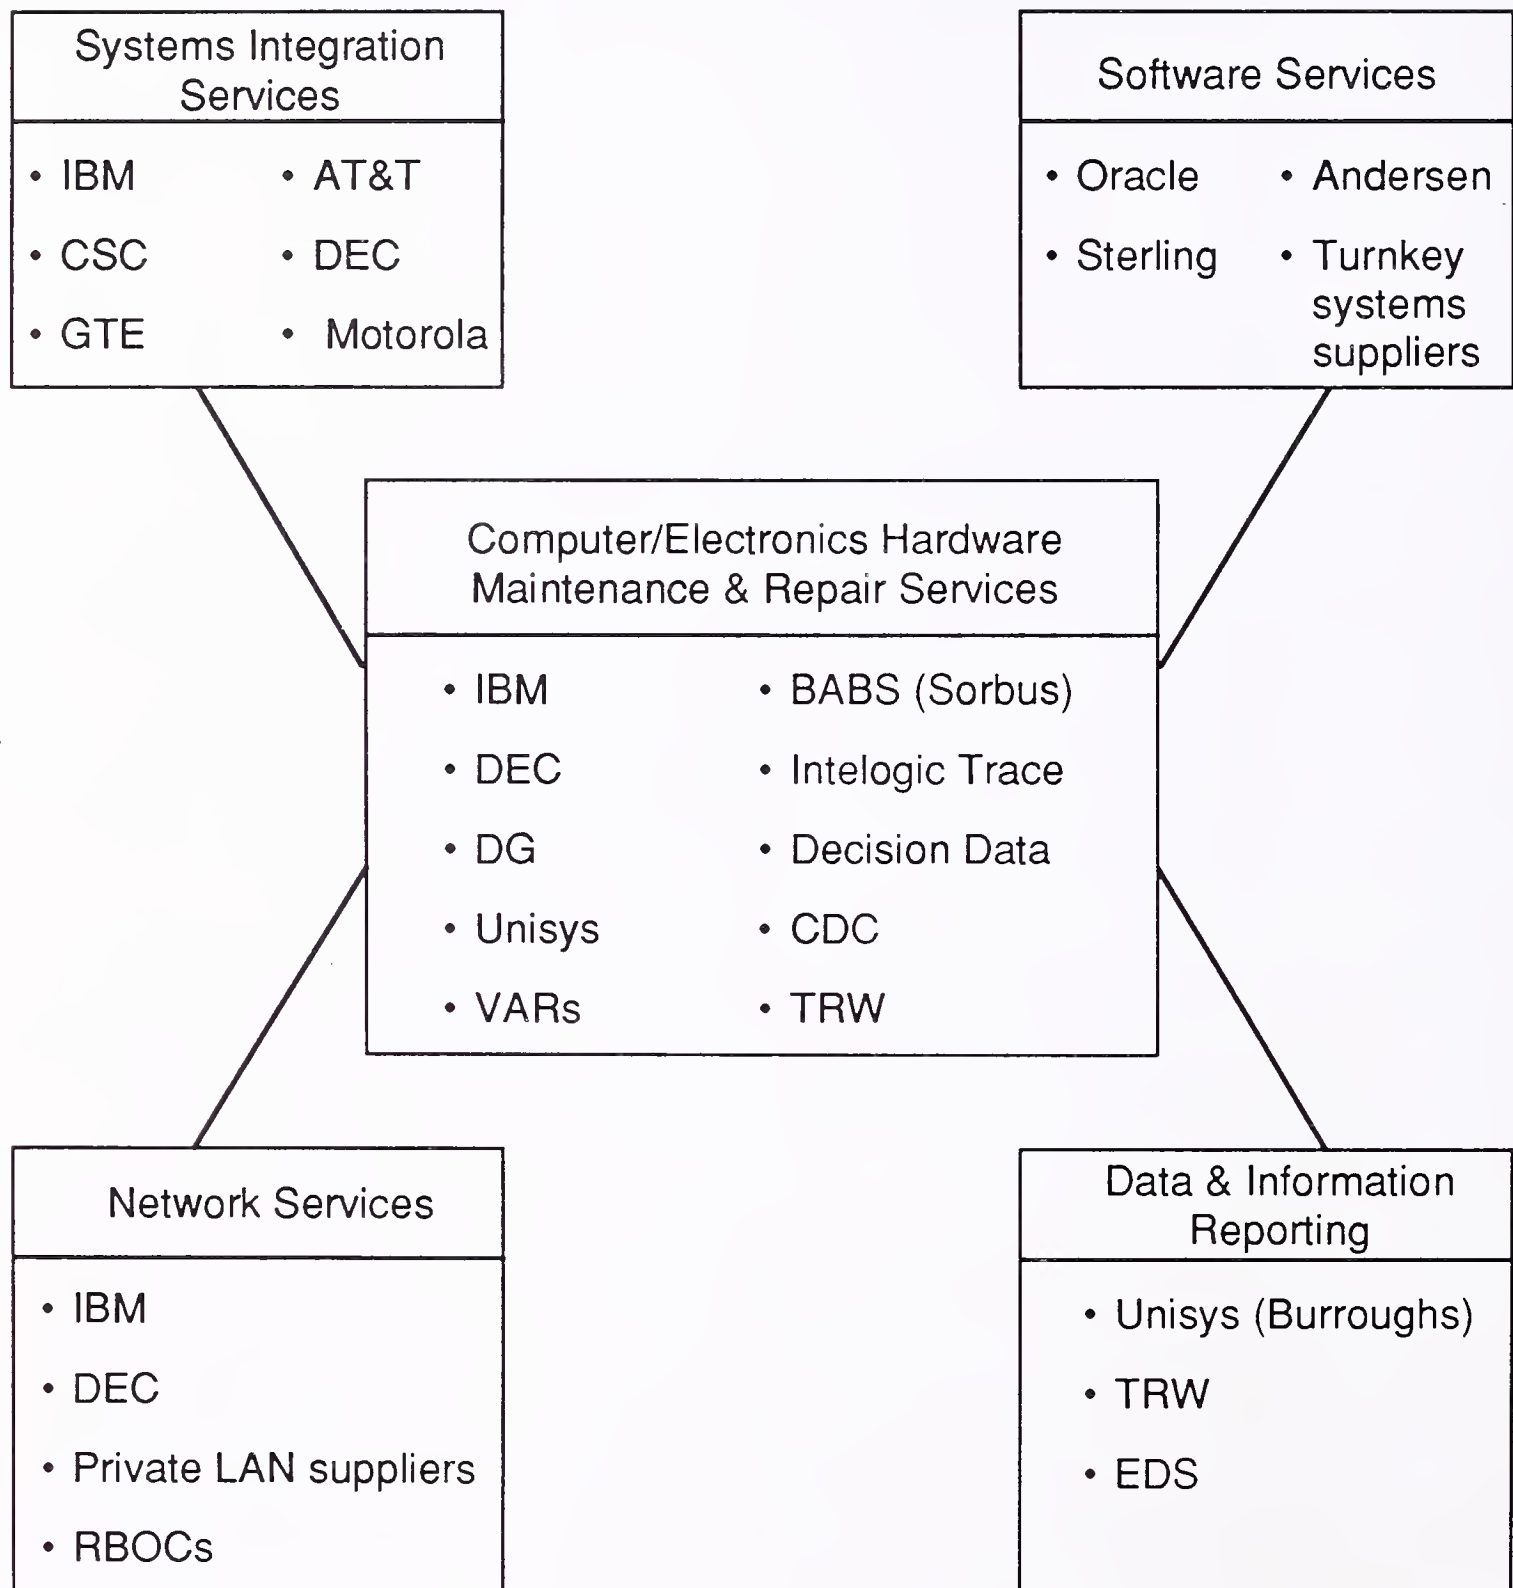 Systems Integration
Services
• IBM
• CSC
• GTE
• AT&T
• DEC
• Motorola
Software Services
• Oracle
• Sterling
• Andersen
• Turnkey
systems
suppliers
Computer/Electronics Hardware
Maintenance & Repair Services
• IBM
• DEC
• DG
• Unisys
• VARs
• BABS (Sorbus)
• Intelogic Trace
• Decision Data
• CDC
• TRW
Network Services
• IBM
• DEC
• Private LAN suppliers
• RBOCs
Data & Information
Reporting
• Unisys (Burroughs)
• TRW
• EDS